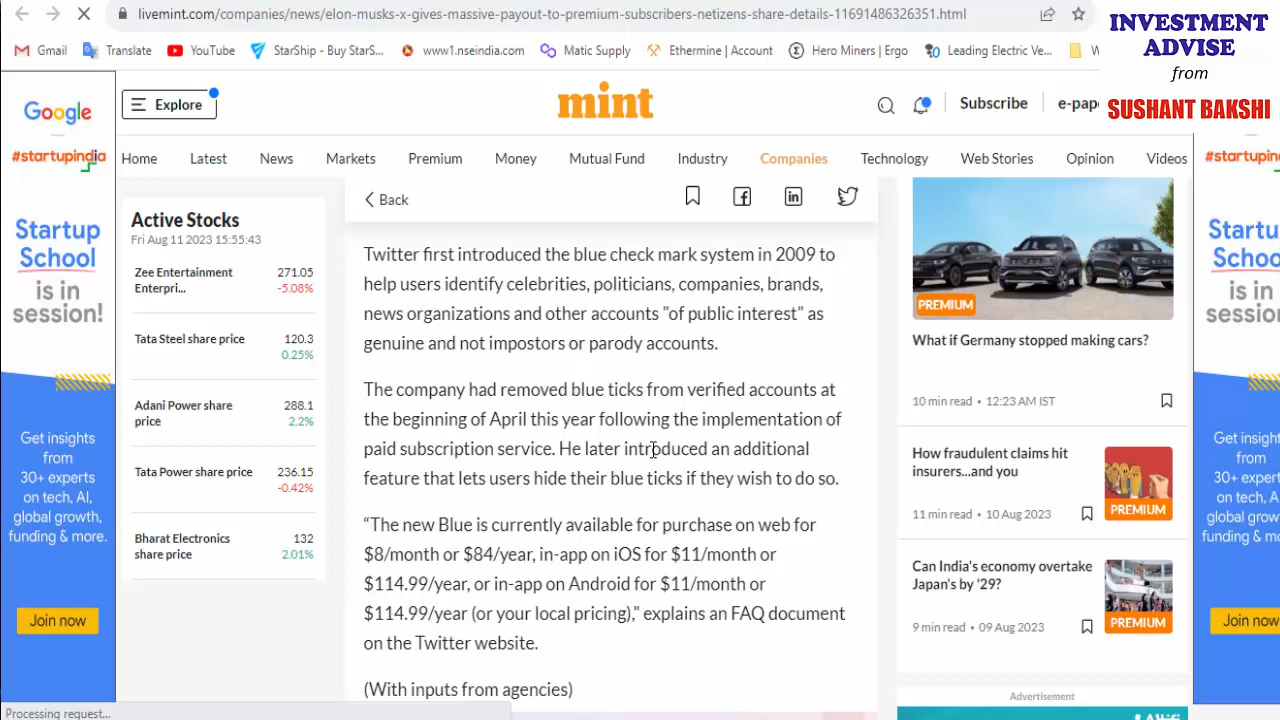 livemint.com/companies/news/elon-musks-x-gives-massive-payout-to-premium-subscribers-netizens-share-details-11691486326351.html
Gmail
Translate
YouTube
StarShip - Buy StarS...
www1.nseindia.com
Matic Supply
Ethermine | Account
Hero Miners | Ergo
Leading Electric Ve...
W
INVESTMENT
ADVISE
from
SUSHANT BAKSHI
Google
#startupindia
Startup
School
is in
session!
Get insights
from
30+ experts
on tech, AI,
global growth,
funding & more.
Join now
Explore
mint
Subscribe
e-pape
Home
Latest
News
Markets
Premium
Money
Mutual Fund
Industry
Companies
Technology
Web Stories
Opinion
Videos
Active Stocks
Fri Aug 11 2023 15:55:43
Zee Entertainment 271.05
Enterpri... -5.08%
Tata Steel share price 120.3
0.25%
Adani Power share 288.1
price 2.2%
Tata Power share price 236.15
-0.42%
Bharat Electronics 132
share price 2.01%
Back
Twitter first introduced the blue check mark system in 2009 to
help users identify celebrities, politicians, companies, brands,
news organizations and other accounts "of public interest" as
genuine and not impostors or parody accounts.
The company had removed blue ticks from verified accounts at
the beginning of April this year following the implementation of
paid subscription service. He later introduced an additional
feature that lets users hide their blue ticks if they wish to do so.
“The new Blue is currently available for purchase on web for
$8/month or $84/year, in-app on iOS for $11/month or
$114.99/year, or in-app on Android for $11/month or
$114.99/year (or your local pricing)," explains an FAQ document
on the Twitter website.
(With inputs from agencies)
PREMIUM
What if Germany stopped making cars?
10 min read • 12:23 AM IST
How fraudulent claims hit
insurers...and you
PREMIUM
11 min read • 10 Aug 2023
Can India's economy overtake
Japan's by '29?
PREMIUM
9 min read • 09 Aug 2023
Advertisement
#startupin
Startu
Schoo
is in
sessior
Get insigh
from
30+ expe
on tech,
global gro
funding & r
Join nov
Processing request...